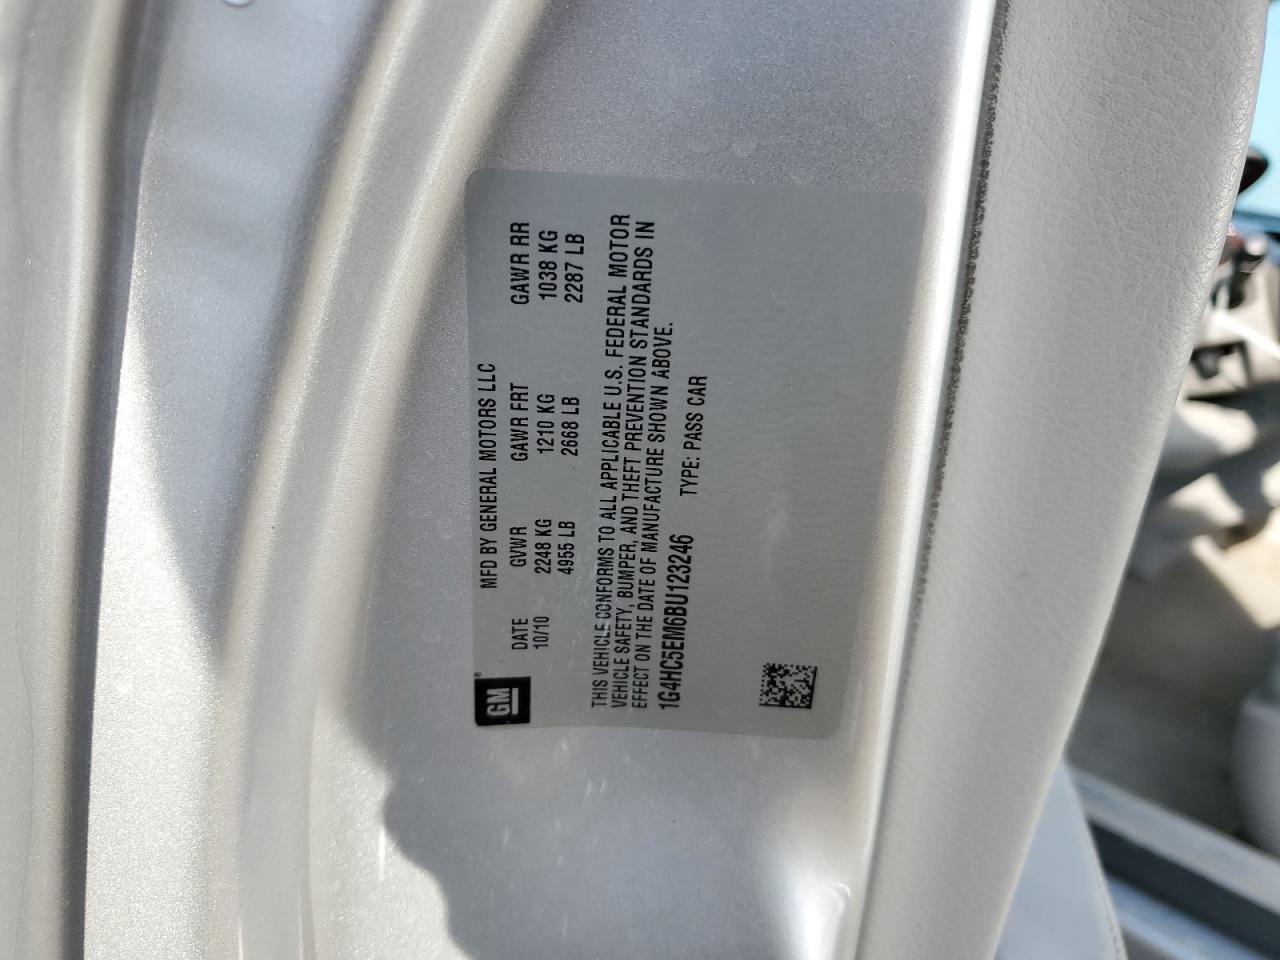 GM
MFD BY GENERAL MOTORS LLC
DATE GVWR GAWR FRT GAWR RR
10/10 2248 KG 1210 KG 1038 KG
4955 LB 2668 LB 2287 LB
THIS VEHICLE CONFORMS TO ALL APPLICABLE U.S. FEDERAL MOTOR
VEHICLE SAFETY, BUMPER, AND THEFT PREVENTION STANDARDS IN
EFFECT ON THE DATE OF MANUFACTURE SHOWN ABOVE.
1G4HC5EM6BU123246 TYPE: PASS CAR